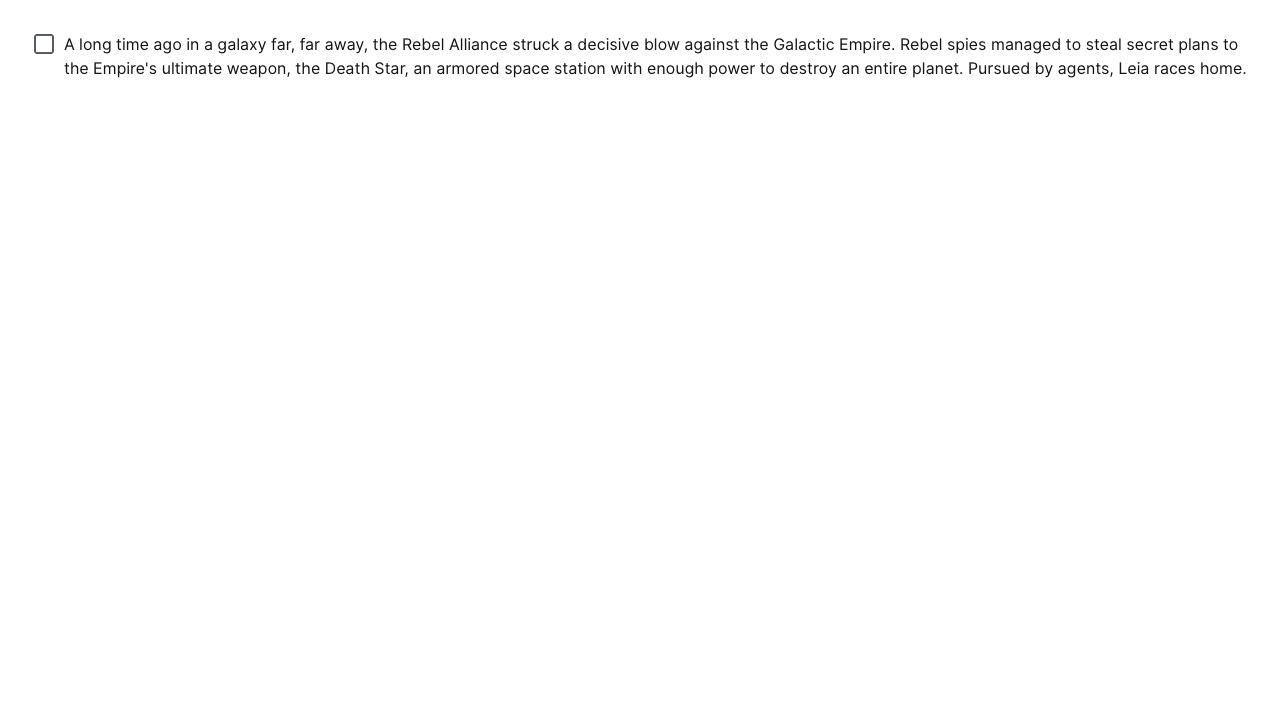 A long time ago in a galaxy far, far away, the Rebel Alliance struck a decisive blow against the Galactic Empire. Rebel spies managed to steal secret plans to
the Empire's ultimate weapon, the Death Star, an armored space station with enough power to destroy an entire planet. Pursued by agents, Leia races home.